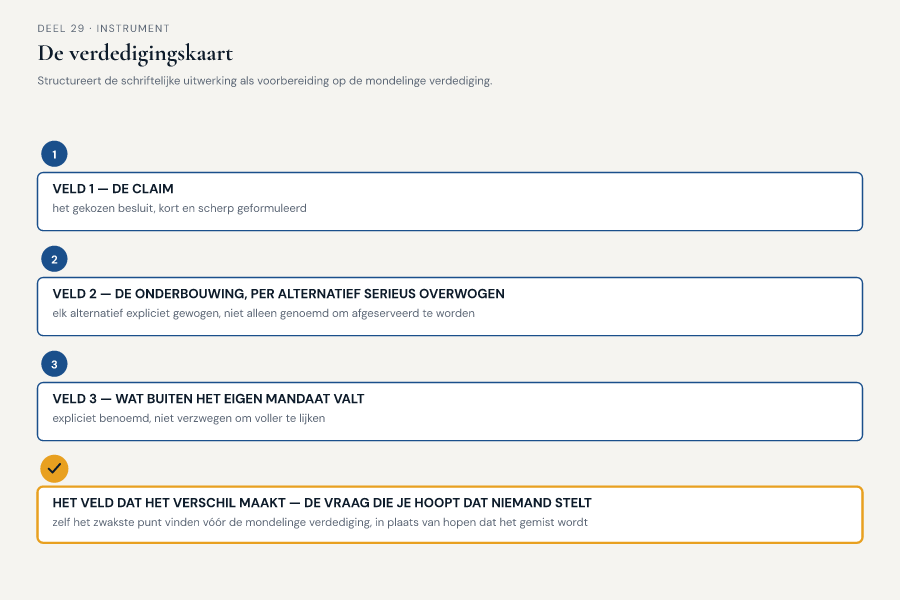 DEEL 29 · INSTRUMENT
De verdedigingskaart
Structureert de schriftelijke uitwerking als voorbereiding op de mondelinge verdediging.
1
VELD 1 — DE CLAIM
het gekozen besluit, kort en scherp geformuleerd
2
VELD 2 — DE ONDERBOUWING, PER ALTERNATIEF SERIEUS OVERWOGEN
elk alternatief expliciet gewogen, niet alleen genoemd om afgeserveerd te worden
3
VELD 3 — WAT BUITEN HET EIGEN MANDAAT VALT
expliciet benoemd, niet verzwegen om voller te lijken
HET VELD DAT HET VERSCHIL MAAKT — DE VRAAG DIE JE HOOPT DAT NIEMAND STELT
zelf het zwakste punt vinden vóór de mondelinge verdediging, in plaats van hopen dat het gemist wordt